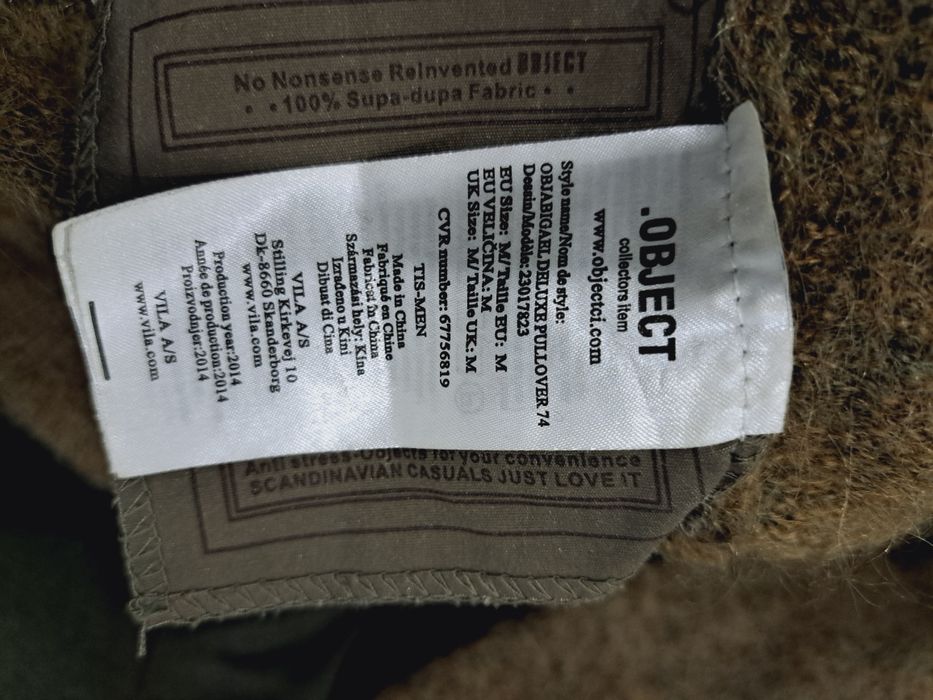 No Nonsense Reinvented OBJECT
• •100% Supa-dupa Fabric • •
.OBJECT
collectors item
www.objectci.com
Style name/Nom de style:
OBJABIGAEL DELUXE PULLOVER 74
Dessin/Modèle: 23017823
EU Size: M/Taille EU: M
EU VELIČINA: M
UK Size: M/Taille UK: M
CVR number: 67756819
TIS-MEN
Made in China
Fabriqué en Chine
Fabricat în China
Származási hely: Kína
Izrađeno u Kini
Dibuat di Cina
VILA A/S
Stilling Kirkevej 10
Dk-8660 Skanderborg
www.vila.com
Production year:2014
Année de production:2014
Proizvodnjer:2014
VILA A/S
www.vila.com
Anti stress-Objects for your convenience
SCANDINAVIAN CASUALS JUST LOVE IT